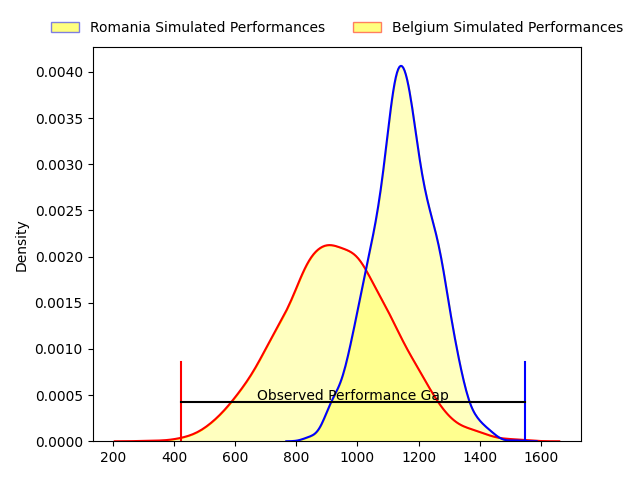 Romania Simulated Performances
Belgium Simulated Performances
0.0040
0.0035
0.0030
0.0025
0.0020
0.0015
0.0010
0.0005
0.0000
Density
Observed Performance Gap
200 400 600 800 1000 1200 1400 1600